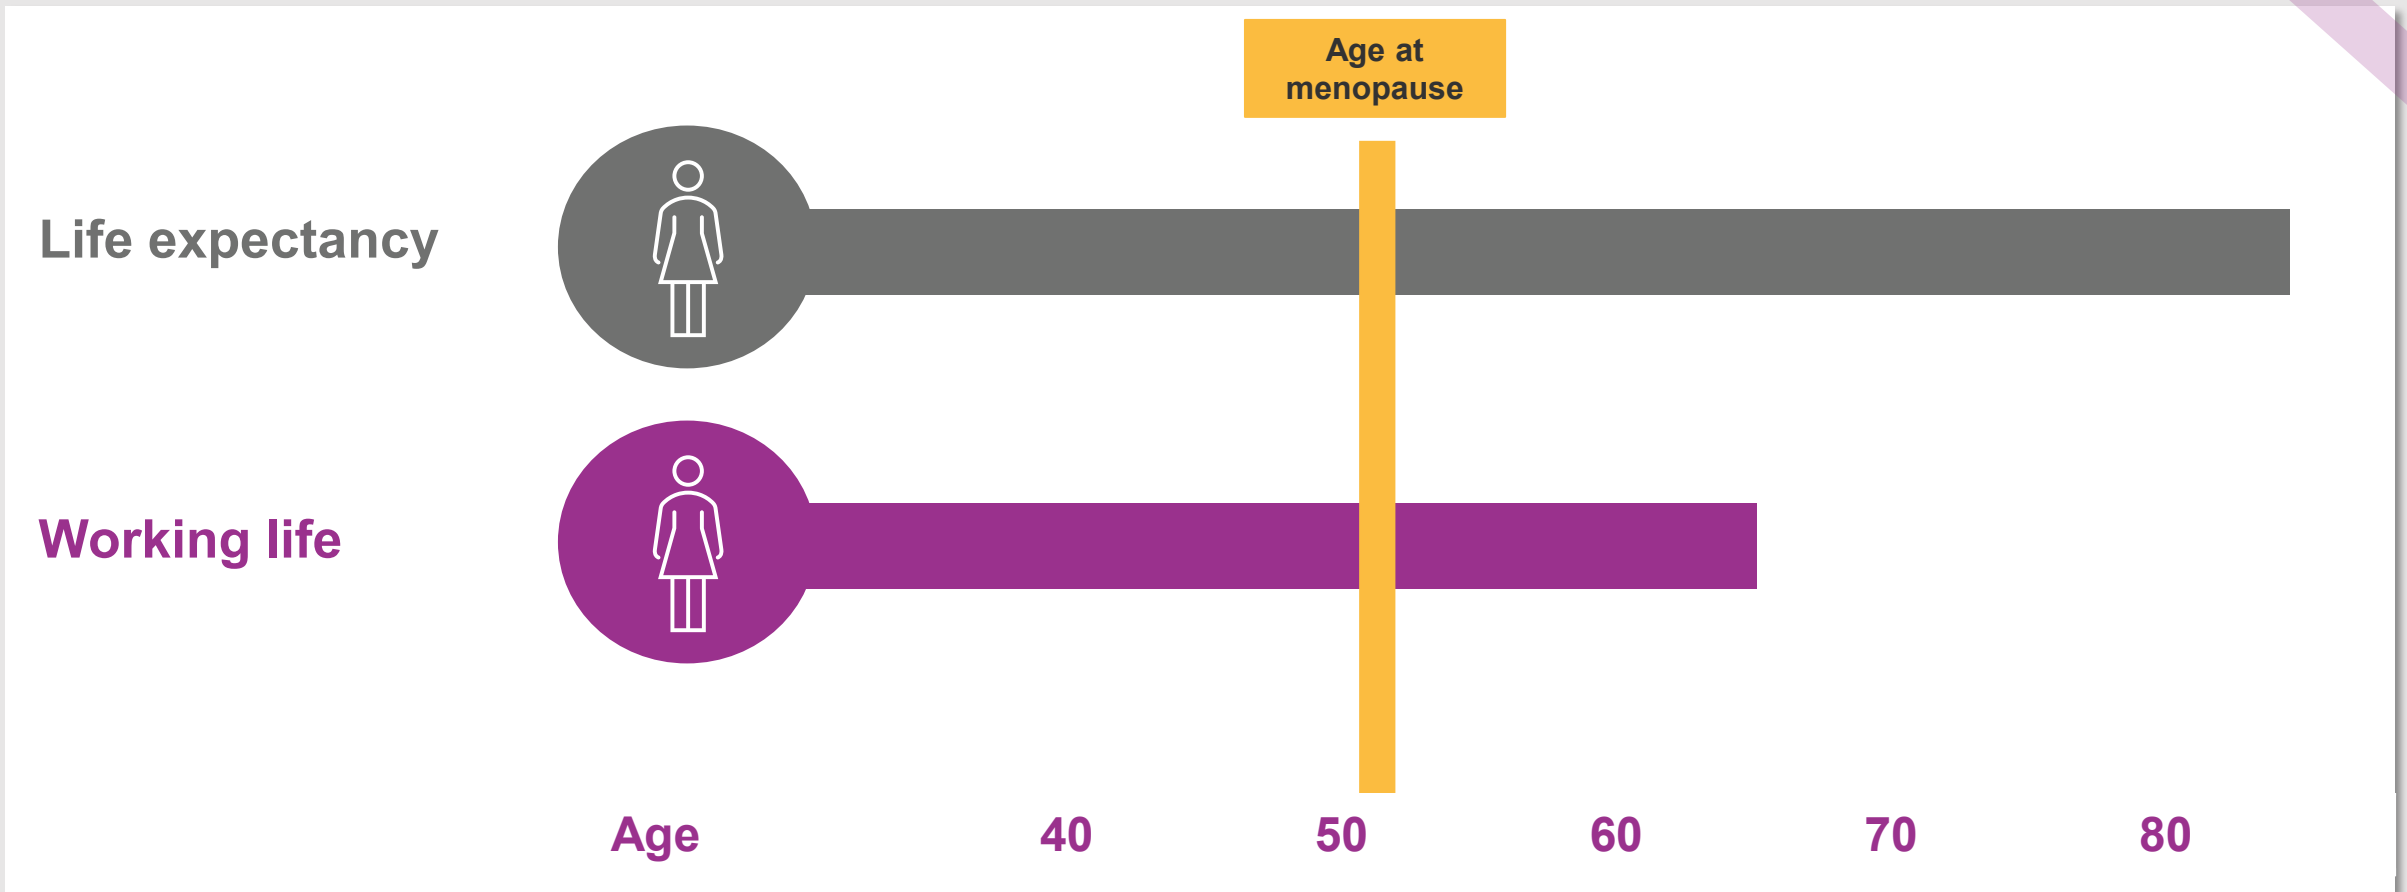 Age at
menopause
Life expectancy
Working life
Age 40 50 60 70 80